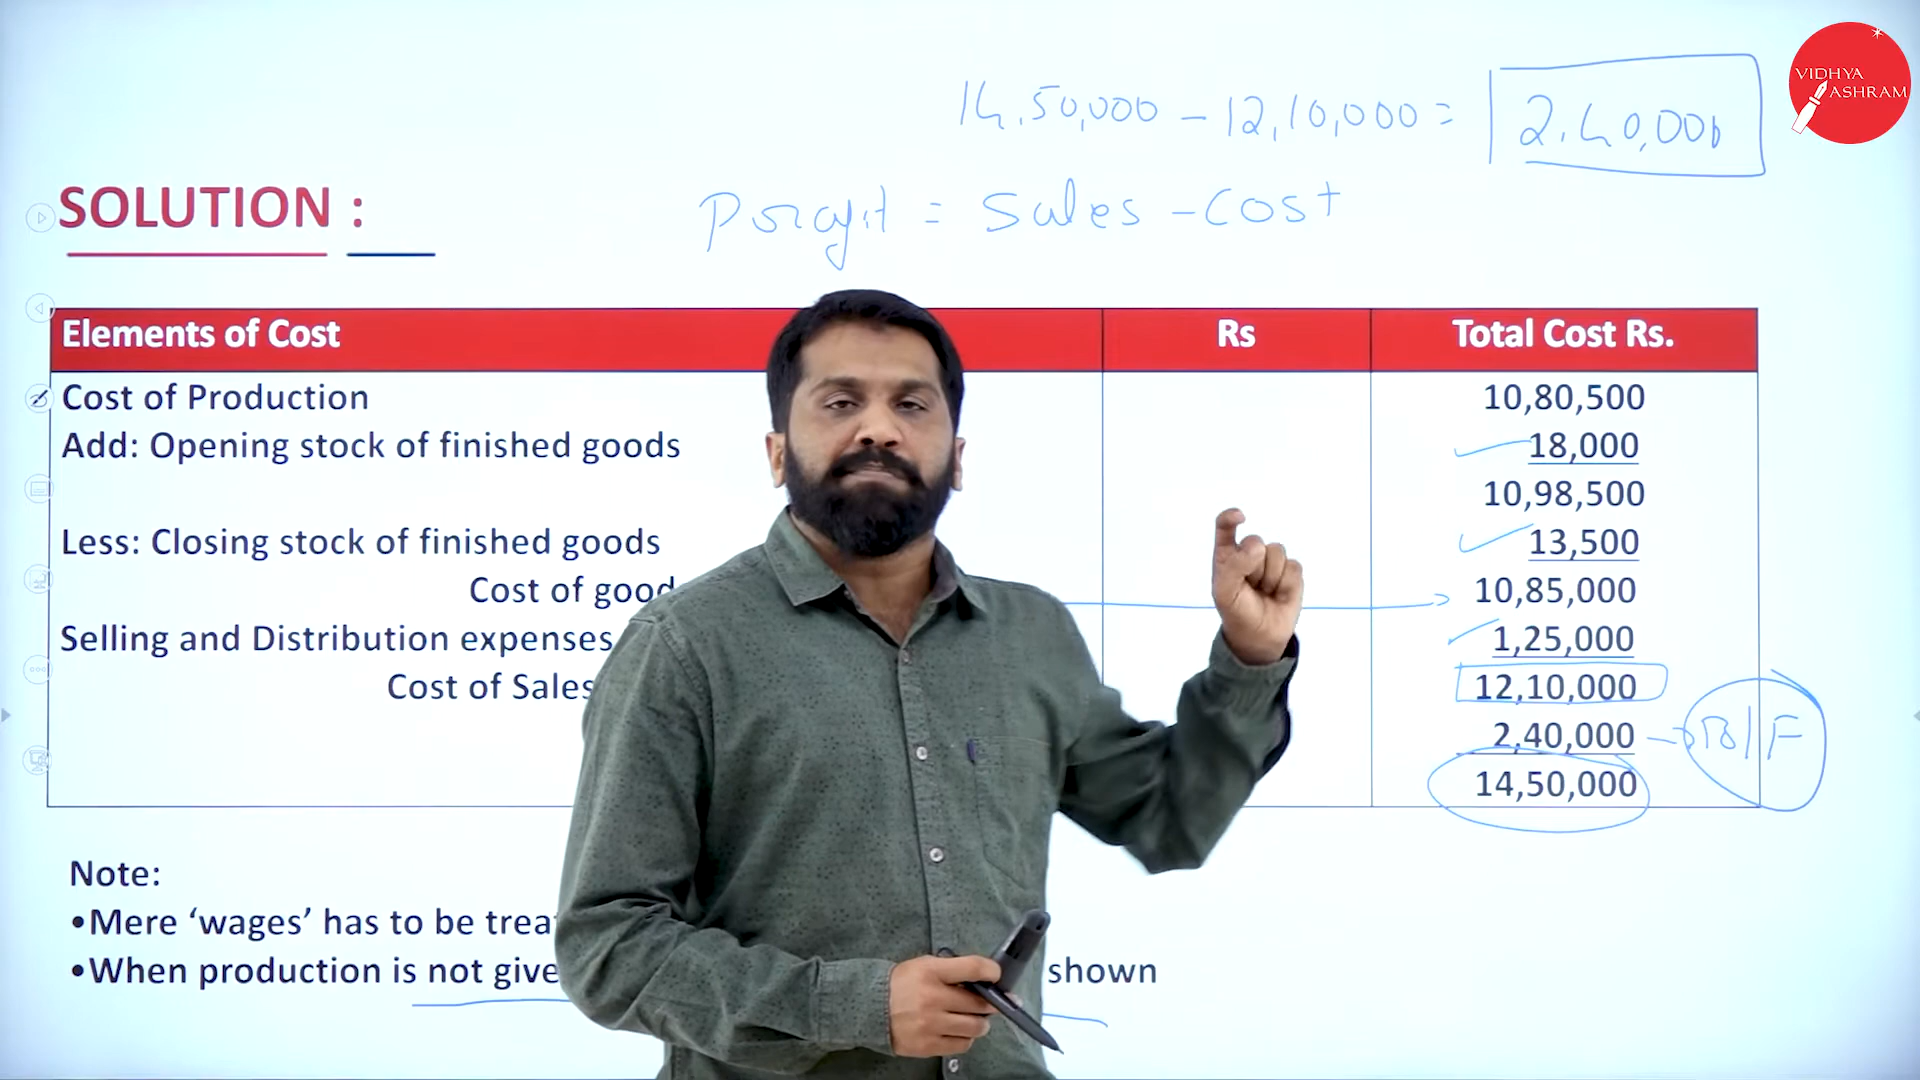 VIDHYA
ASHRAM
14,50,000 - 12,10,000 = 2,40,000
SOLUTION :
Profit = Sales - Cost
Elements of Cost Rs Total Cost Rs.
Cost of Production 10,80,500
Add: Opening stock of finished goods 18,000
10,98,500
Less: Closing stock of finished goods 13,500
Cost of good 10,85,000
Selling and Distribution expenses 1,25,000
Cost of Sales 12,10,000
2,40,000 B/F
14,50,000
Note:
•Mere ‘wages’ has to be trea
•When production is not give shown